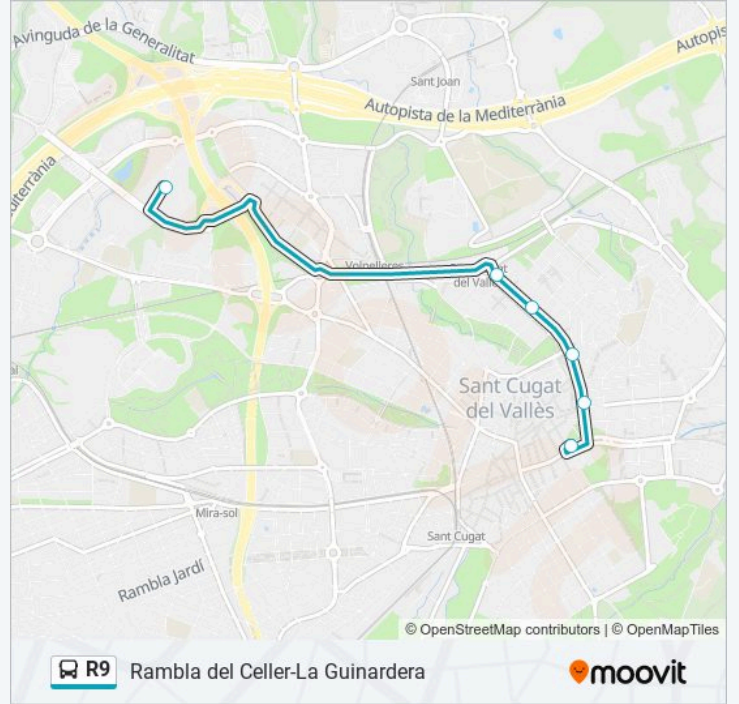 Avinguda de la Generalitat
Autopis
Sant Joan
Autopista de la Mediterrània
diterrània
Volpelleres
t
del Vallès
Sant Cugat
del Vallès
Mira-sol
Sant Cugat
Rambla Jardí
© OpenStreetMap contributors | © OpenMapTiles
R9 Rambla del Celler-La Guinardera
moovit